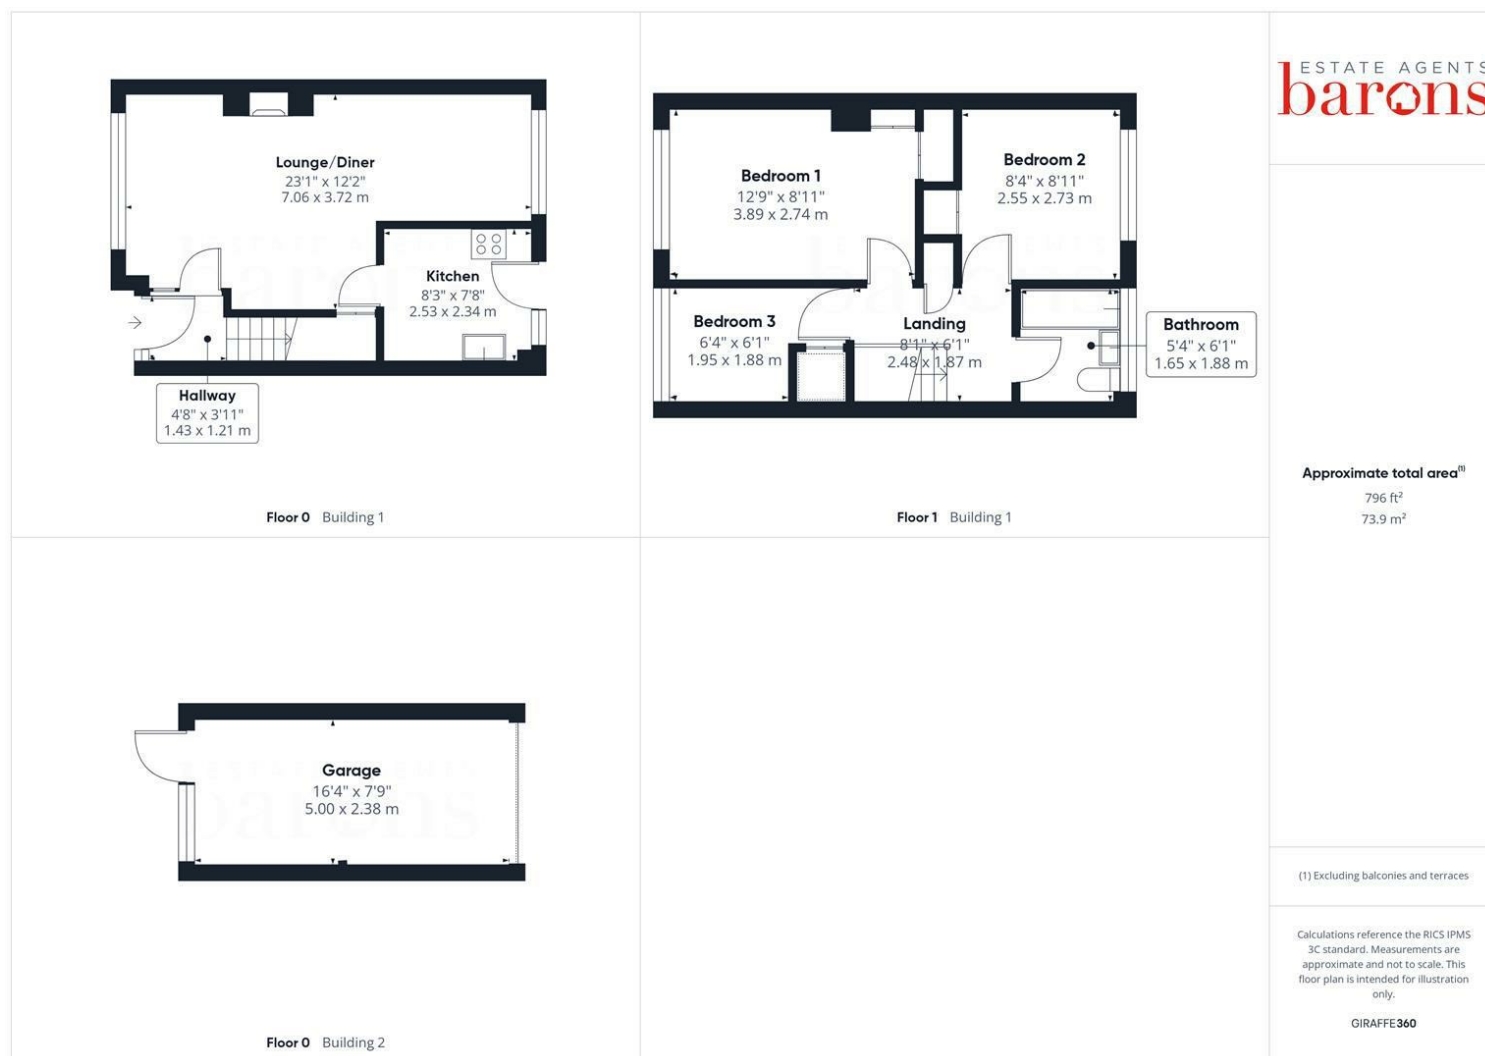 Lounge/Diner
23'1" x 12'2"
7.06 x 3.72 m
Kitchen
8'3" x 7'8"
2.53 x 2.34 m
Hallway
4'8" x 3'11"
1.43 x 1.21 m
Floor 0 Building 1
Bedroom 1
12'9" x 8'11"
3.89 x 2.74 m
Bedroom 2
8'4" x 8'11"
2.55 x 2.73 m
Bedroom 3
6'4" x 6'1"
1.95 x 1.88 m
Landing
8'1" x 6'1"
2.48 x 1.87 m
Bathroom
5'4" x 6'1"
1.65 x 1.88 m
Floor 1 Building 1
Garage
16'4" x 7'9"
5.00 x 2.38 m
Floor 0 Building 2
ESTATE AGENTS
barons
Approximate total area(1)
796 ft²
73.9 m²
(1) Excluding balconies and terraces
Calculations reference the RICS IPMS
3C standard. Measurements are
approximate and not to scale. This
floor plan is intended for illustration
only.
GIRAFFE360